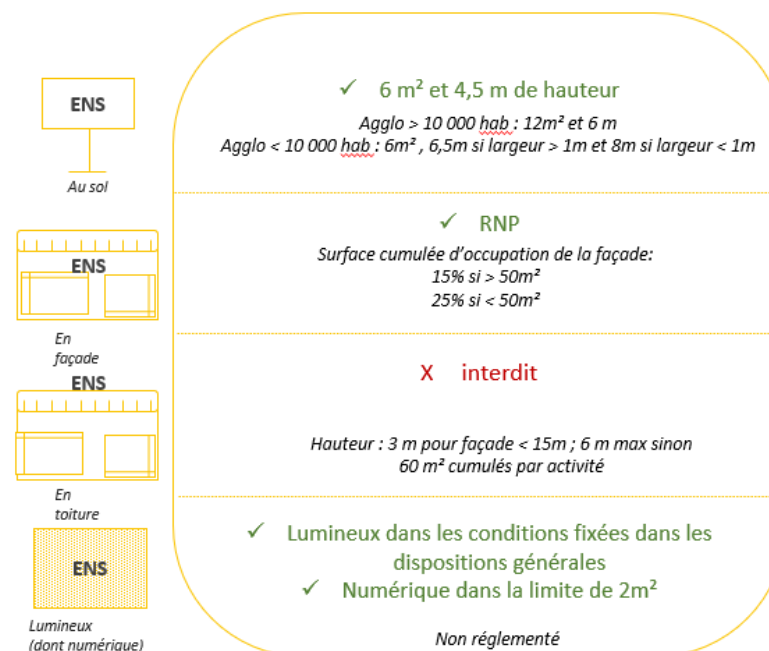 ENS
Au sol
✓ 6 m² et 4,5 m de hauteur
Agglo > 10 000 hab : 12m² et 6 m
Agglo < 10 000 hab : 6m² , 6,5m si largeur > 1m et 8m si largeur < 1m
ENS
En
façade
✓ RNP
Surface cumulée d’occupation de la façade:
15% si > 50m²
25% si < 50m²
ENS
En
toiture
X interdit
Hauteur : 3 m pour façade < 15m ; 6 m max sinon
60 m² cumulés par activité
ENS
Lumineux
(dont numérique)
✓ Lumineux dans les conditions fixées dans les
dispositions générales
✓ Numérique dans la limite de 2m²
Non réglementé